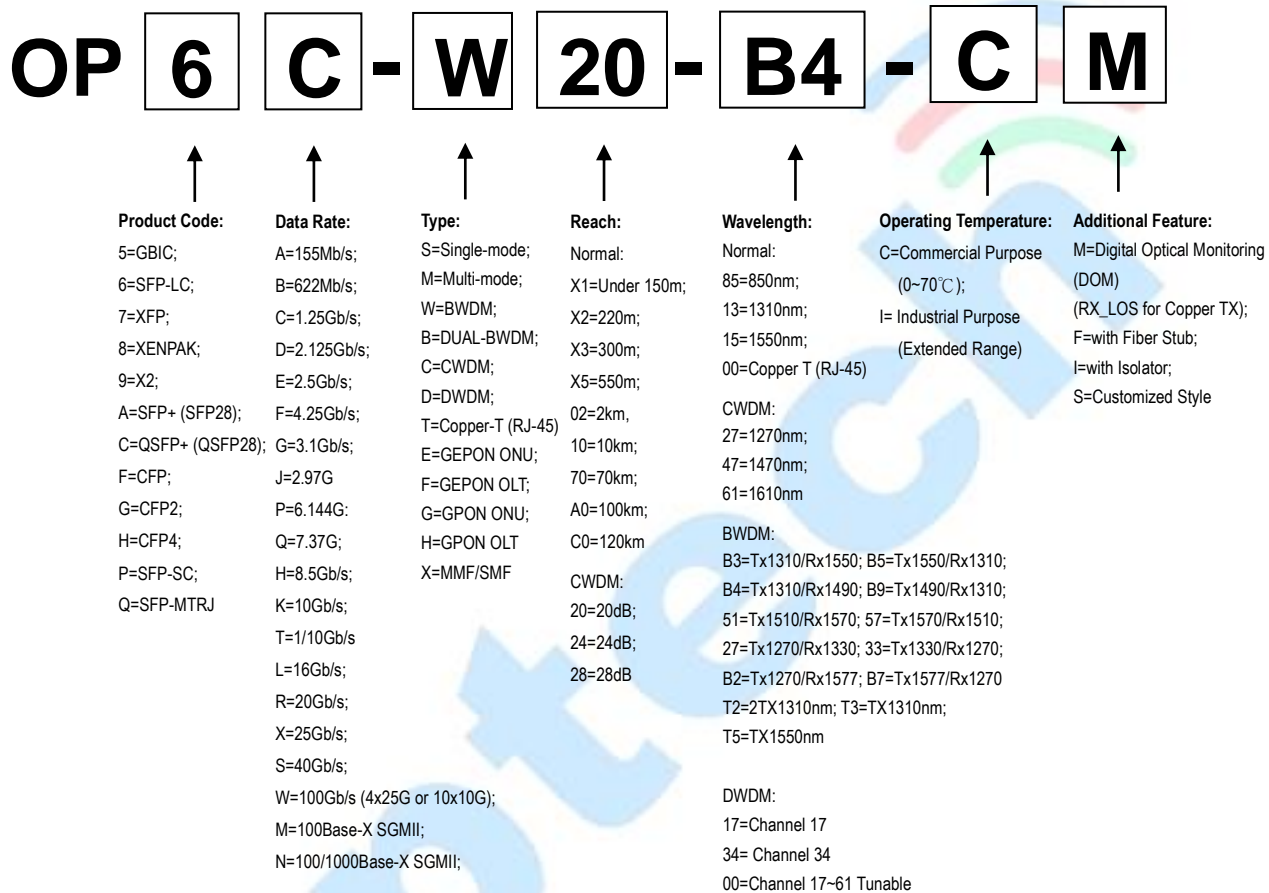 OP 6 C - W 20 - B4 - C M
Product Code:
5=GBIC;
6=SFP-LC;
7=XFP;
8=XENPAK;
9=X2;
A=SFP+ (SFP28);
C=QSFP+ (QSFP28);
F=CFP;
G=CFP2;
H=CFP4;
P=SFP-SC;
Q=SFP-MTRJ
Data Rate:
A=155Mb/s;
B=622Mb/s;
C=1.25Gb/s;
D=2.125Gb/s;
E=2.5Gb/s;
F=4.25Gb/s;
G=3.1Gb/s;
J=2.97G
P=6.144G:
Q=7.37G;
H=8.5Gb/s;
K=10Gb/s;
T=1/10Gb/s
L=16Gb/s;
R=20Gb/s;
X=25Gb/s;
S=40Gb/s;
W=100Gb/s (4x25G or 10x10G);
M=100Base-X SGMII;
N=100/1000Base-X SGMII;
Type:
S=Single-mode;
M=Multi-mode;
W=BWDM;
B=DUAL-BWDM;
C=CWDM;
D=DWDM;
T=Copper-T (RJ-45)
E=GEPON ONU;
F=GEPON OLT;
G=GPON ONU;
H=GPON OLT
X=MMF/SMF
Reach:
Normal:
X1=Under 150m;
X2=220m;
X3=300m;
X5=550m;
02=2km,
10=10km;
70=70km;
A0=100km;
C0=120km
CWDM:
20=20dB;
24=24dB;
28=28dB
Wavelength:
Normal:
85=850nm;
13=1310nm;
15=1550nm;
00=Copper T (RJ-45)
CWDM:
27=1270nm;
47=1470nm;
61=1610nm
BWDM:
B3=Tx1310/Rx1550; B5=Tx1550/Rx1310;
B4=Tx1310/Rx1490; B9=Tx1490/Rx1310;
51=Tx1510/Rx1570; 57=Tx1570/Rx1510;
27=Tx1270/Rx1330; 33=Tx1330/Rx1270;
B2=Tx1270/Rx1577; B7=Tx1577/Rx1270
T2=2TX1310nm; T3=TX1310nm;
T5=TX1550nm
DWDM:
17=Channel 17
34= Channel 34
00=Channel 17~61 Tunable
Operating Temperature:
C=Commercial Purpose
(0~70℃);
I= Industrial Purpose
(Extended Range)
Additional Feature:
M=Digital Optical Monitoring
(DOM)
(RX_LOS for Copper TX);
F=with Fiber Stub;
I=with Isolator;
S=Customized Style
ptech